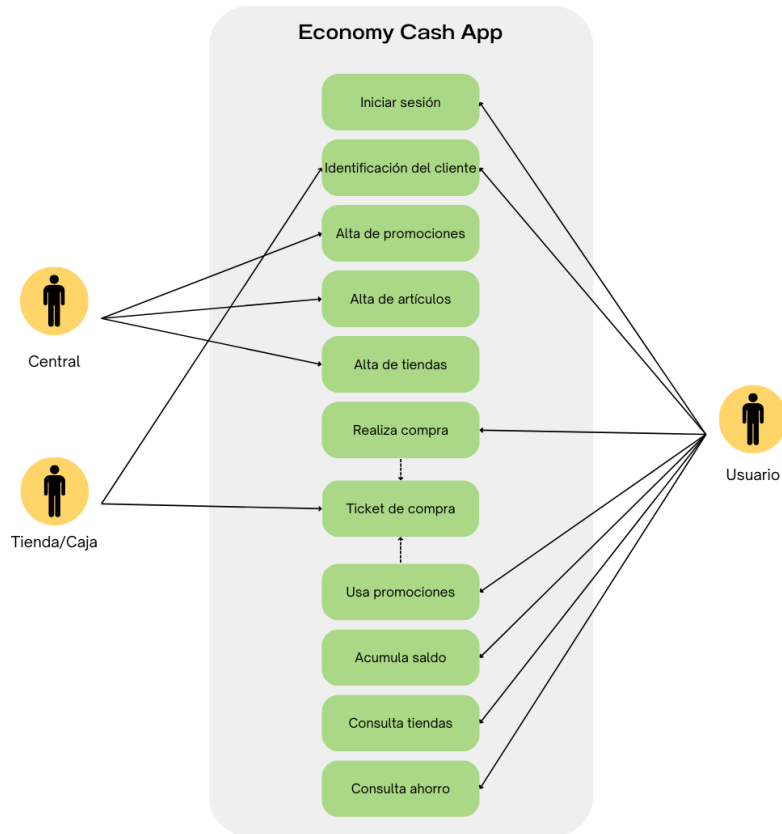 Economy Cash App
Iniciar sesión
Identificación del cliente
Alta de promociones
Alta de artículos
Central
Alta de tiendas
Realiza compra
Usuario
Ticket de compra
Tienda/Caja
Usa promociones
Acumula saldo
Consulta tiendas
Consulta ahorro